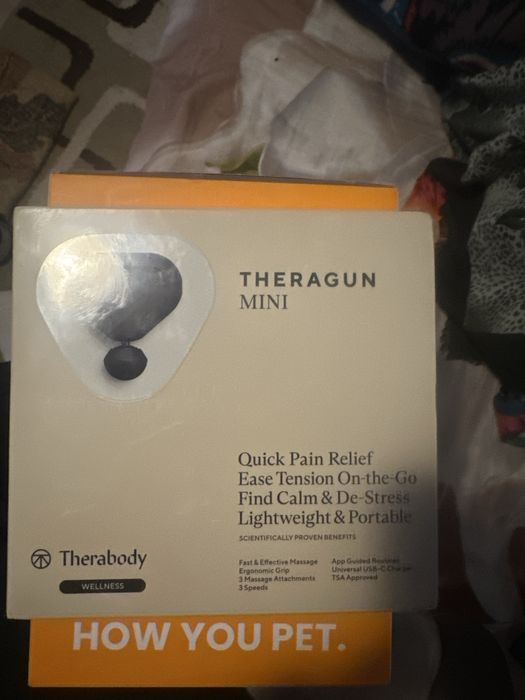 THERAGUN
MINI
Quick Pain Relief
Ease Tension On-the-Go
Find Calm & De-Stress
Lightweight & Portable
SCIENTIFICALLY PROVEN BENEFITS
Therabody
WELLNESS
Fast & Effective Massage
Ergonomic Grip
3 Massage Attachments
3 Speeds
App Guided Routines
Universal USB-C Charger
TSA Approved
HOW YOU PET.